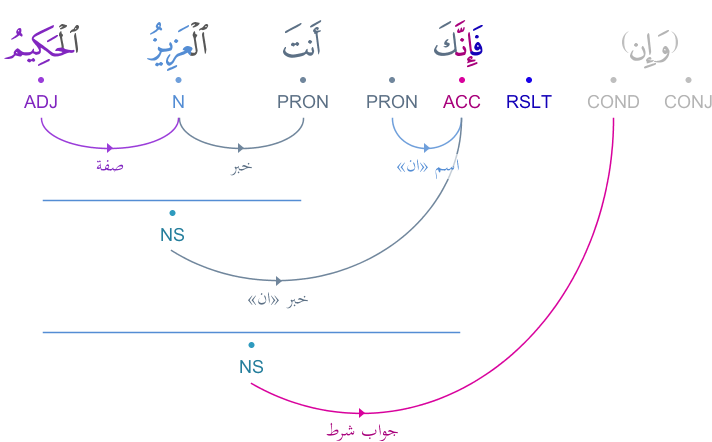 (وَإِن) فَإِنَّكَ أَنتَ ٱلْعَزِيزُ ٱلْحَكِيمُ
ADJ N PRON PRON ACC RSLT COND CONJ
صفة خبر اسم «ان»
NS
خبر «ان»
NS
جواب شرط